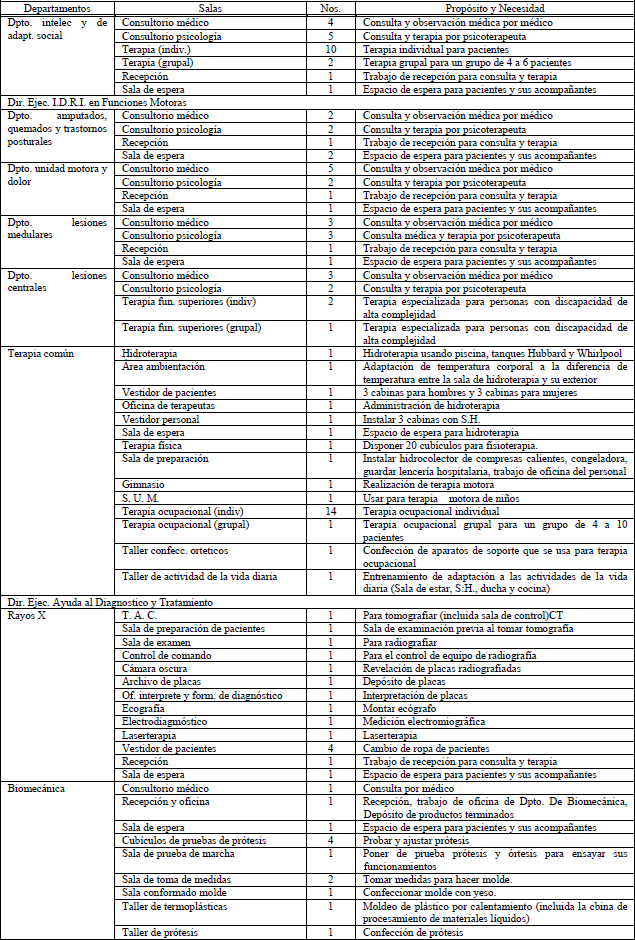 Departamentos Salas Nos. Propósito y Necesidad
Dpto. intelec y de adapt. social Consultorio médico 4 Consulta y observación médica por médico
Consultorio psicología 5 Consulta y terapia por psicoterapeuta
Terapia (indiv.) 10 Terapia individual para pacientes
Terapia (grupal) 2 Terapia grupal para un grupo de 4 a 6 pacientes
Recepción 1 Trabajo de recepción para consulta y terapia
Sala de espera 1 Espacio de espera para pacientes y sus acompañantes
Dir. Ejec. I.D.R.I. en Funciones Motoras
Dpto. amputados, quemados y trastornos posturales Consultorio médico 2 Consulta y observación médica por médico
Consultorio psicología 2 Consulta y terapia por psicoterapeuta
Recepción 1 Trabajo de recepción para consulta y terapia
Sala de espera 2 Espacio de espera para pacientes y sus acompañantes
Dpto. unidad motora y dolor Consultorio médico 5 Consulta y observación médica por médico
Consultorio psicología 2 Consulta y terapia por psicoterapeuta
Recepción 1 Trabajo de recepción para consulta y terapia
Sala de espera 1 Espacio de espera para pacientes y sus acompañantes
Dpto. lesiones medulares Consultorio médico 3 Consulta y observación médica por médico
Consultorio psicología 3 Consulta médica y terapia por psicoterapeuta
Recepción 1 Trabajo de recepción para consulta y terapia
Sala de espera 1 Espacio de espera para pacientes y sus acompañantes
Dpto. lesiones centrales Consultorio médico 3 Consulta y observación médica por médico
Consultorio psicología 2 Consulta y terapia por psicoterapeuta
Terapia fun. superiores (indiv) 2 Terapia especializada para personas con discapacidad de alta complejidad
Terapia fun. superiores (grupal) 1 Terapia especializada para personas con discapacidad de alta complejidad
Terapia común Hidroterapia 1 Hidroterapia usando piscina, tanques Hubbard y Whirlpool
Area ambientación 1 Adaptación de temperatura corporal a la diferencia de temperatura entre la sala de hidroterapia y su exterior
Vestidor de pacientes 1 3 cabinas para hombres y 3 cabinas para mujeres
Oficina de terapeutas 1 Administración de hidroterapia
Vestidor personal 1 Instalar 3 cabinas con S.H.
Sala de espera 1 Espacio de espera para hidroterapia
Terapia física 1 Disponer 20 cubículos para fisioterapia.
Sala de preparación 1 Instalar hidrocolector de compresas calientes, congeladora, guardar lencería hospitalaria, trabajo de oficina del personal
Gimnasio 1 Realización de terapia motora
S. U. M. 1 Usar para terapia motora de niños
Terapia ocupacional (indiv) 14 Terapia ocupacional individual
Terapia ocupacional (grupal) 1 Terapia ocupacional grupal para un grupo de 4 a 10 pacientes
Taller confecc. orteticos 1 Confección de aparatos de soporte que se usa para terapia ocupacional
Taller de actividad de la vida diaria 1 Entrenamiento de adaptación a las actividades de la vida diaria (Sala de estar, S:H., ducha y cocina)
Dir. Ejec. Ayuda al Diagnostico y Tratamiento
Rayos X T. A. C. 1 Para tomografiar (incluida sala de control)CT
Sala de preparación de pacientes 1 Sala de examinación previa al tomar tomografía
Sala de examen 1 Para radiografiar
Control de comando 1 Para el control de equipo de radiografía
Cámara oscura 1 Revelación de placas radiografiadas
Archivo de placas 1 Depósito de placas
Of. interprete y form. de diagnóstico 1 Interpretación de placas
Ecografía 1 Montar ecógrafo
Electrodiagmóstico 1 Medición electromiográfica
Laserterapia 1 Laserterapia
Vestidor de pacientes 4 Cambio de ropa de pacientes
Recepción 1 Trabajo de recepción para consulta y terapia
Sala de espera 1 Espacio de espera para pacientes y sus acompañantes
Biomecánica Consultorio médico 1 Consulta por médico
Recepción y oficina 1 Recepción, trabajo de oficina de Dpto. De Biomecánica, Depósito de productos terminados
Sala de espera 1 Espacio de espera para pacientes y sus acompañantes
Cubículos de pruebas de prótesis 4 Probar y ajustar prótesis
Sala de prueba de marcha 1 Poner de prueba prótesis y órtesis para ensayar sus funcionamientos
Sala de toma de medidas 2 Tomar medidas para hacer molde.
Sala conformado molde 1 Confeccionar molde con yeso.
Taller de termoplásticas 1 Moldeo de plástico por calentamiento (incluida la cbina de procesamiento de materiales líquidos)
Taller de prótesis 1 Confección de prótesis